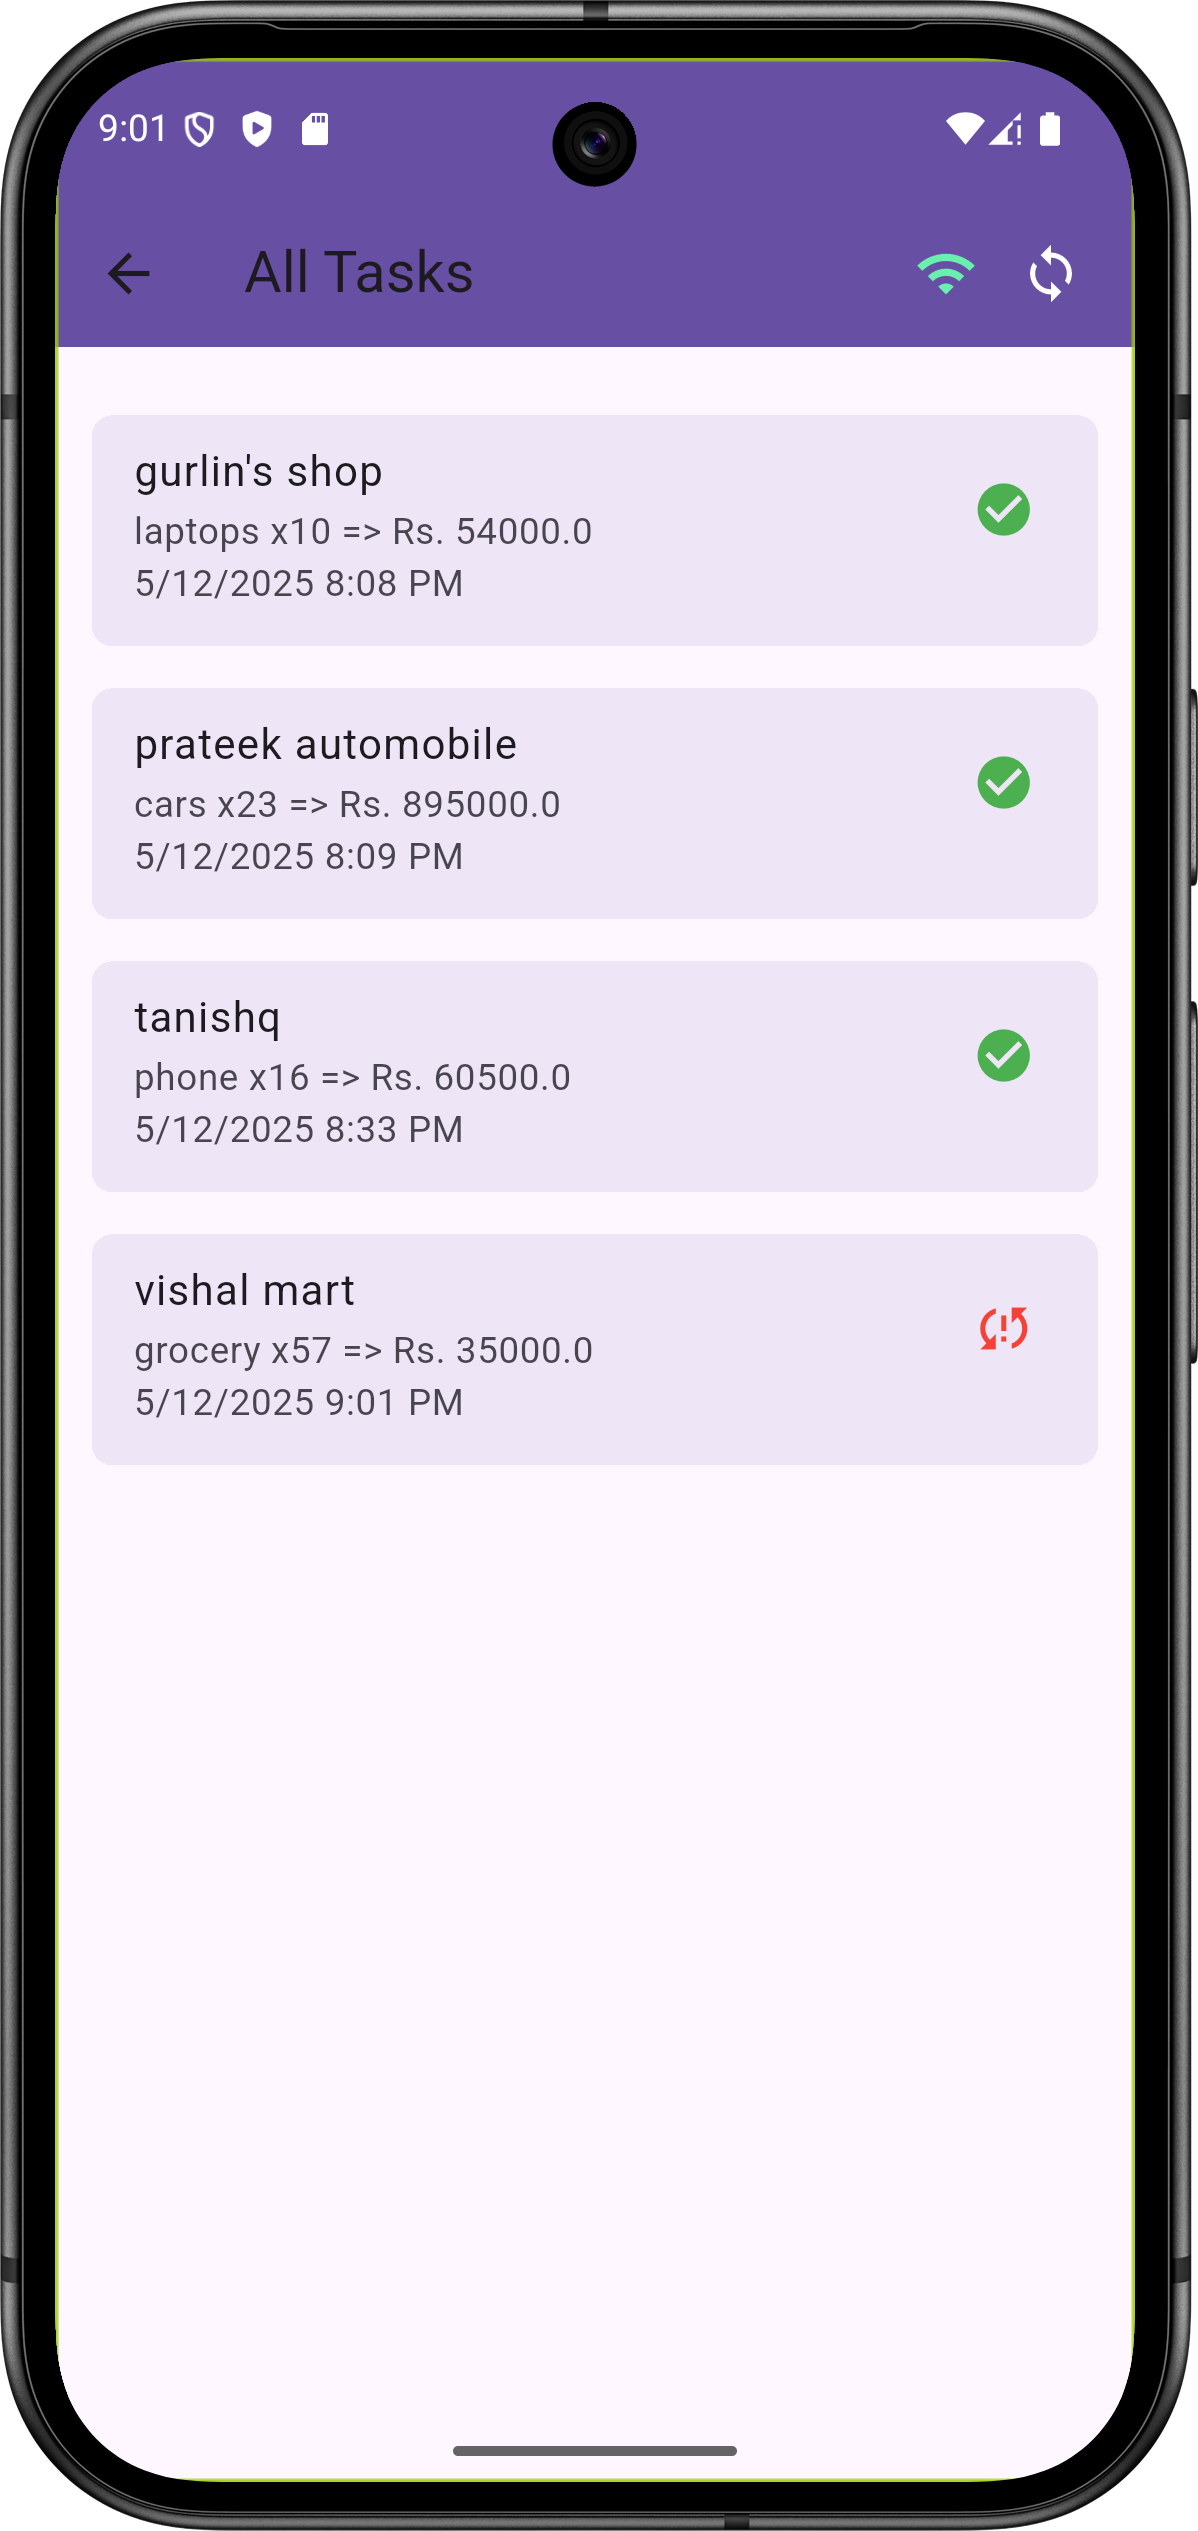 9:01
All Tasks
gurlin's shop
laptops x10 => Rs. 54000.0
5/12/2025 8:08 PM
prateek automobile
cars x23 => Rs. 895000.0
5/12/2025 8:09 PM
tanishq
phone x16 => Rs. 60500.0
5/12/2025 8:33 PM
vishal mart
grocery x57 => Rs. 35000.0
5/12/2025 9:01 PM